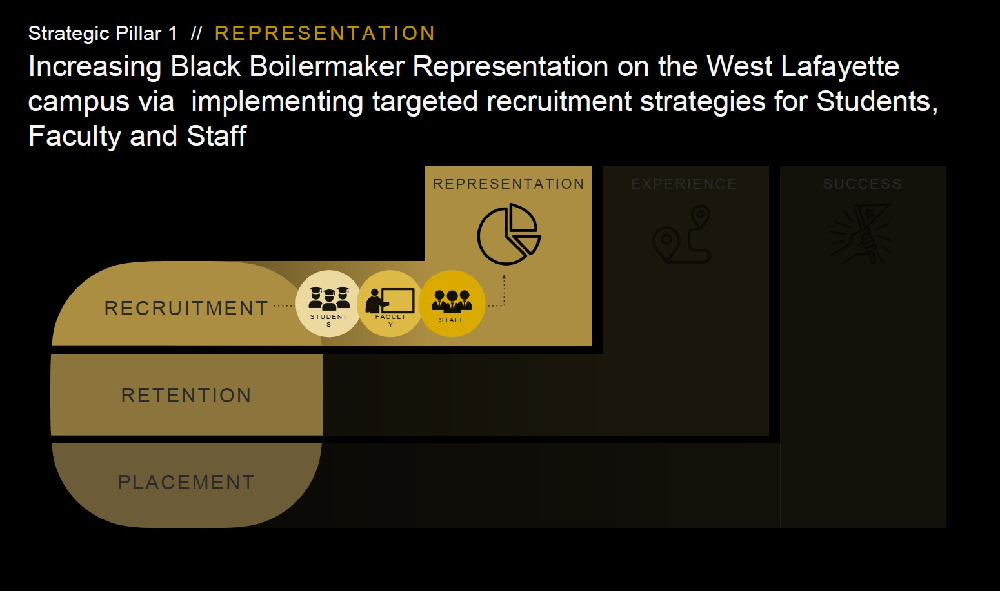 Strategic Pillar 1 // REPRESENTATION
Increasing Black Boilermaker Representation on the West Lafayette
campus via  implementing targeted recruitment strategies for Students,
Faculty and Staff
REPRESENTATION
EXPERIENCE
SUCCESS
RECRUITMENT
STUDENT
S
FACULT
Y
STAFF
RETENTION
PLACEMENT